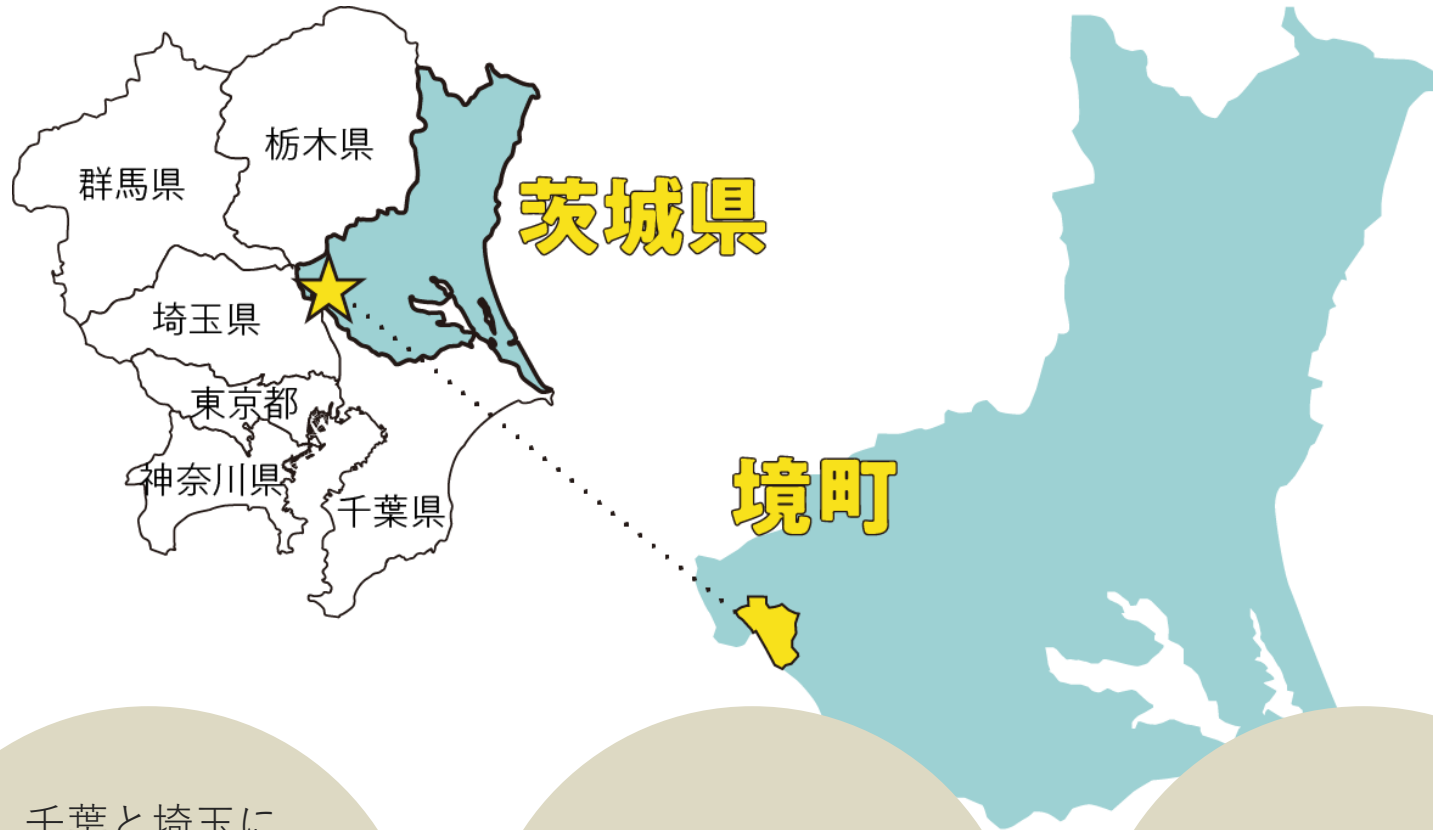 栃木県
群馬県
茨城県
埼玉県
東京都
神奈川県
千葉県
境町
千葉と埼玉に